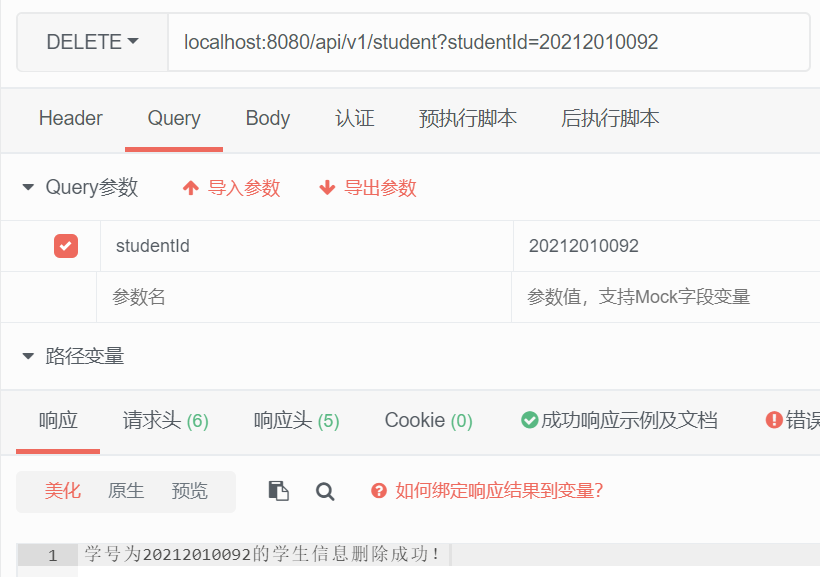 DELETE localhost:8080/api/v1/student?studentId=20212010092
Header Query Body 认证 预执行脚本 后执行脚本
Query参数 导入参数 导出参数
studentId 20212010092
参数名 参数值，支持Mock字段变量
路径变量
响应 请求头 (6) 响应头 (5) Cookie (0) 成功响应示例及文档 错误
美化 原生 预览 如何绑定响应结果到变量?
1 学号为20212010092的学生信息删除成功！